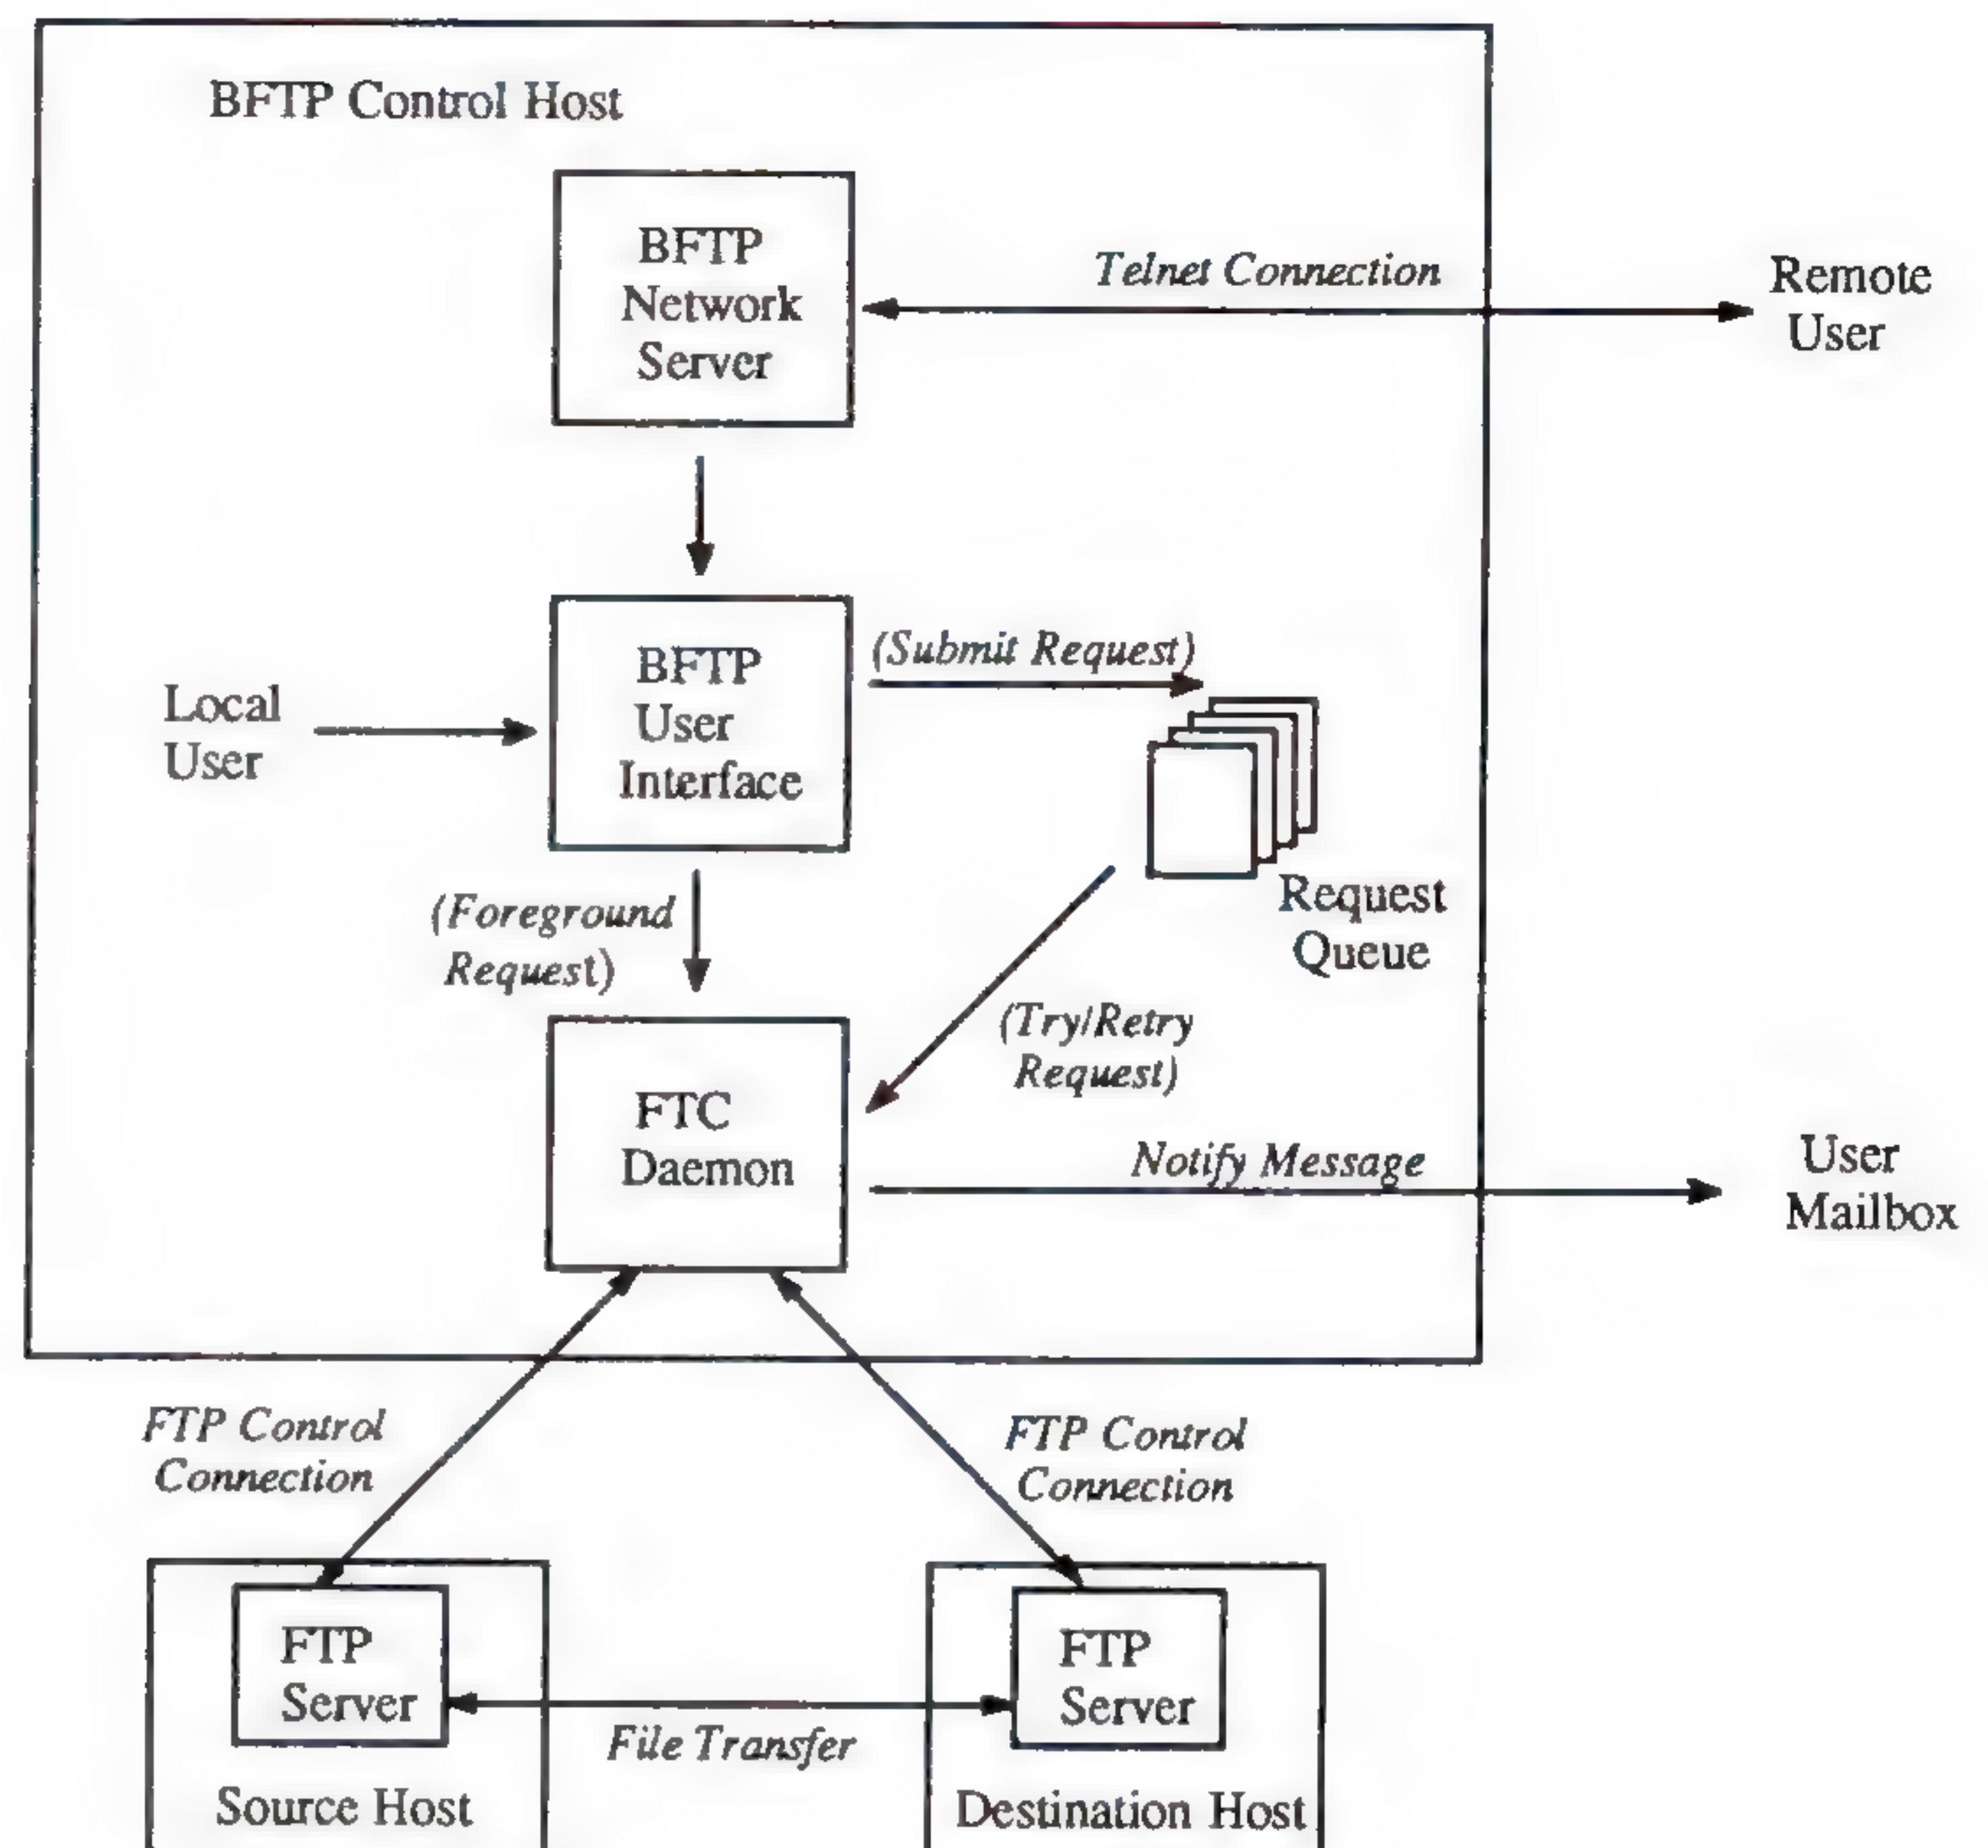 BFTP Control Host
BFTP
Network
Server
Telnet Connection
Remote
User
Local
User
BFTP
User
Interface
(Submit Request)
Request
Queue
(Foreground
Request)
(Try/Retry
Request)
FTC
Daemon
Notify Message
User
Mailbox
FTP Control
Connection
FTP Control
Connection
FTP
Server
File Transfer
FTP
Server
Source Host
Destination Host